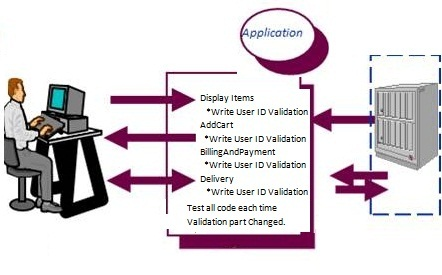 Application
Display Items
*Write User ID Validation
AddCart
*Write User ID Validation
BillingAndPayment
*Write User ID Validation
Delivery
*Write User ID Validation
Test all code each time
Validation part Changed.